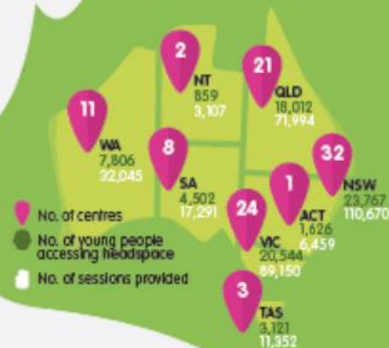 2
NT
859
3,107
21
QLD
18,012
71,994
11
WA
7,806
32,045
8
SA
4,502
17,291
32
NSW
23,767
110,670
1
ACT
1,626
6,459
24
VIC
20,544
89,150
3
TAS
3,121
11,352
No. of centres
No. of young people
accessing headspace
No. of sessions provided